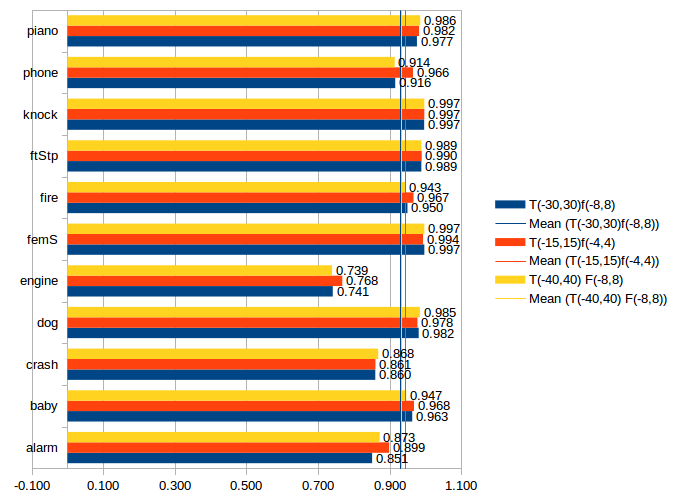 piano
0.986
0.982
0.977
phone
0.914
0.966
0.916
knock
0.997
0.997
0.997
ftStp
0.989
0.990
0.989
fire
0.943
0.967
0.950
femS
0.997
0.994
0.997
engine
0.739
0.768
0.741
dog
0.985
0.978
0.982
crash
0.868
0.861
0.860
baby
0.947
0.968
0.963
alarm
0.873
0.899
0.851
-0.100 0.100 0.300 0.500 0.700 0.900 1.100
T(-30,30)f(-8,8)
Mean (T(-30,30)f(-8,8))
T(-15,15)f(-4,4)
Mean (T(-15,15)f(-4,4))
T(-40,40) F(-8,8)
Mean (T(-40,40) F(-8,8))